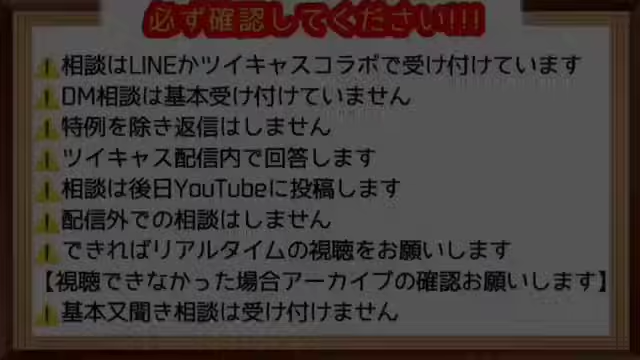 必ず確認してください!!!
⚠相談はLINEかツイキャスコラボで受け付けています
⚠DM相談は基本受け付けていません
⚠特例を除き返信はしません
⚠ツイキャス配信内で回答します
⚠相談は後日YouTubeに投稿します
⚠配信外での相談はしません
⚠できればリアルタイムの視聴をお願いします
【視聴できなかった場合アーカイブの確認お願いします】
⚠基本又聞き相談は受け付けません